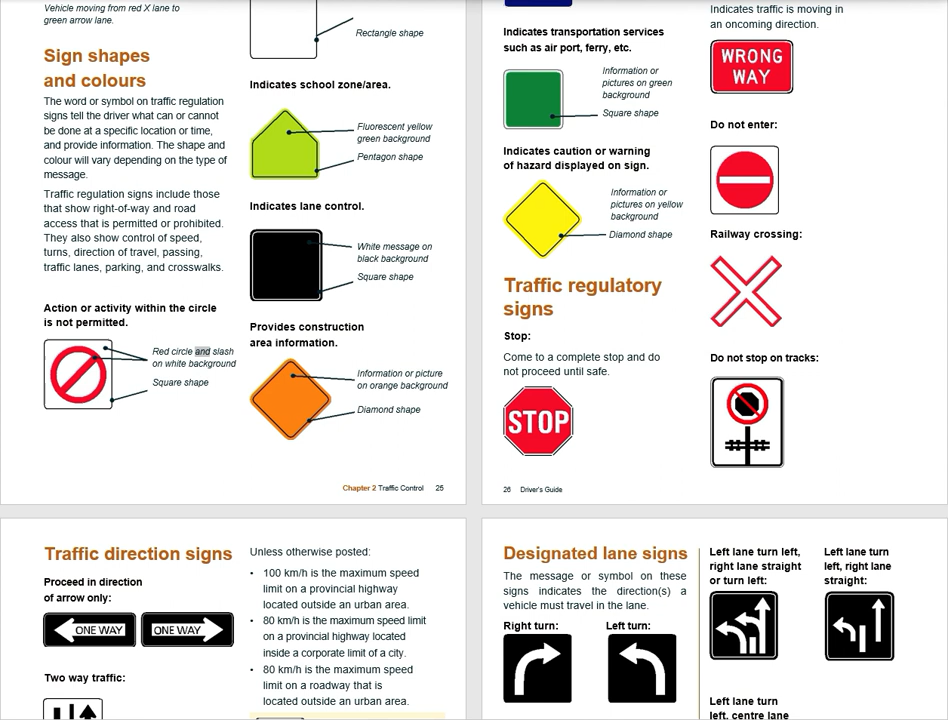 Vehicle moving from red X lane to
green arrow lane.
Sign shapes
and colours
The word or symbol on traffic regulation
signs tell the driver what can or cannot
be done at a specific location or time,
and provide information. The shape and
colour will vary depending on the type of
message.
Traffic regulation signs include those
that show right-of-way and road
access that is permitted or prohibited.
They also show control of speed,
turns, direction of travel, passing,
traffic lanes, parking, and crosswalks.
Action or activity within the circle
is not permitted.
Red circle and slash
on white background
Square shape
Rectangle shape
Indicates school zone/area.
Fluorescent yellow
green background
Pentagon shape
Indicates lane control.
White message on
black background
Square shape
Provides construction
area information.
Information or picture
on orange background
Diamond shape
Chapter 2 Traffic Control 25
Indicates transportation services
such as air port, ferry, etc.
Information or
pictures on green
background
Square shape
Indicates caution or warning
of hazard displayed on sign.
Information or
pictures on yellow
background
Diamond shape
Traffic regulatory
signs
Stop:
Come to a complete stop and do
not proceed until safe.
STOP
Indicates traffic is moving in
an oncoming direction.
WRONG
WAY
Do not enter:
Railway crossing:
Do not stop on tracks:
26 Driver's Guide
Traffic direction signs
Proceed in direction
of arrow only:
ONE WAY
ONE WAY
Two way traffic:
Unless otherwise posted:
• 100 km/h is the maximum speed
limit on a provincial highway
located outside an urban area.
• 80 km/h is the maximum speed limit
on a provincial highway located
inside a corporate limit of a city.
• 80 km/h is the maximum speed
limit on a roadway that is
located outside an urban area.
Designated lane signs
The message or symbol on these
signs indicates the direction(s) a
vehicle must travel in the lane.
Right turn:
Left turn:
Left lane turn left,
right lane straight
or turn left:
Left lane turn
left, centre lane
Left lane turn
left, right lane
straight: